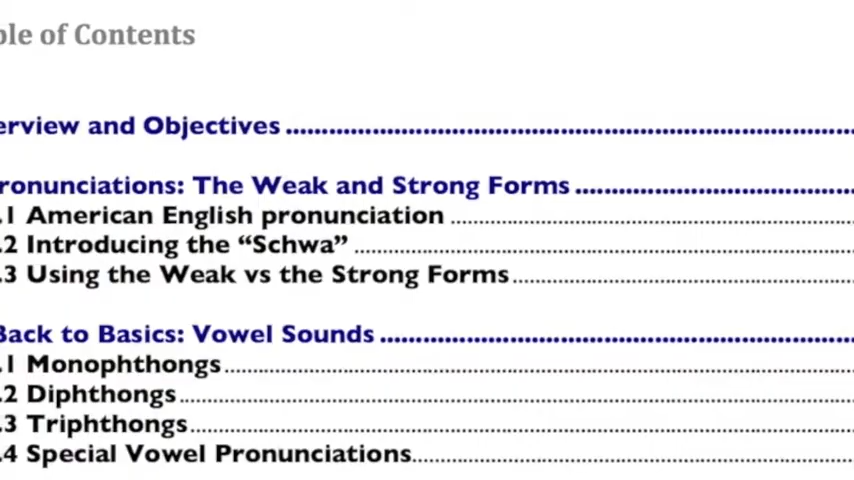 ble of Contents
erview and Objectives ................................................................
ronunciations: The Weak and Strong Forms ........................................
.1 American English pronunciation ................................................................
.2 Introducing the “Schwa” ................................................................
.3 Using the Weak vs the Strong Forms ................................................................
Back to Basics: Vowel Sounds ................................................................
.1 Monophthongs ................................................................
.2 Diphthongs ................................................................
.3 Triphthongs ................................................................
.4 Special Vowel Pronunciations ................................................................